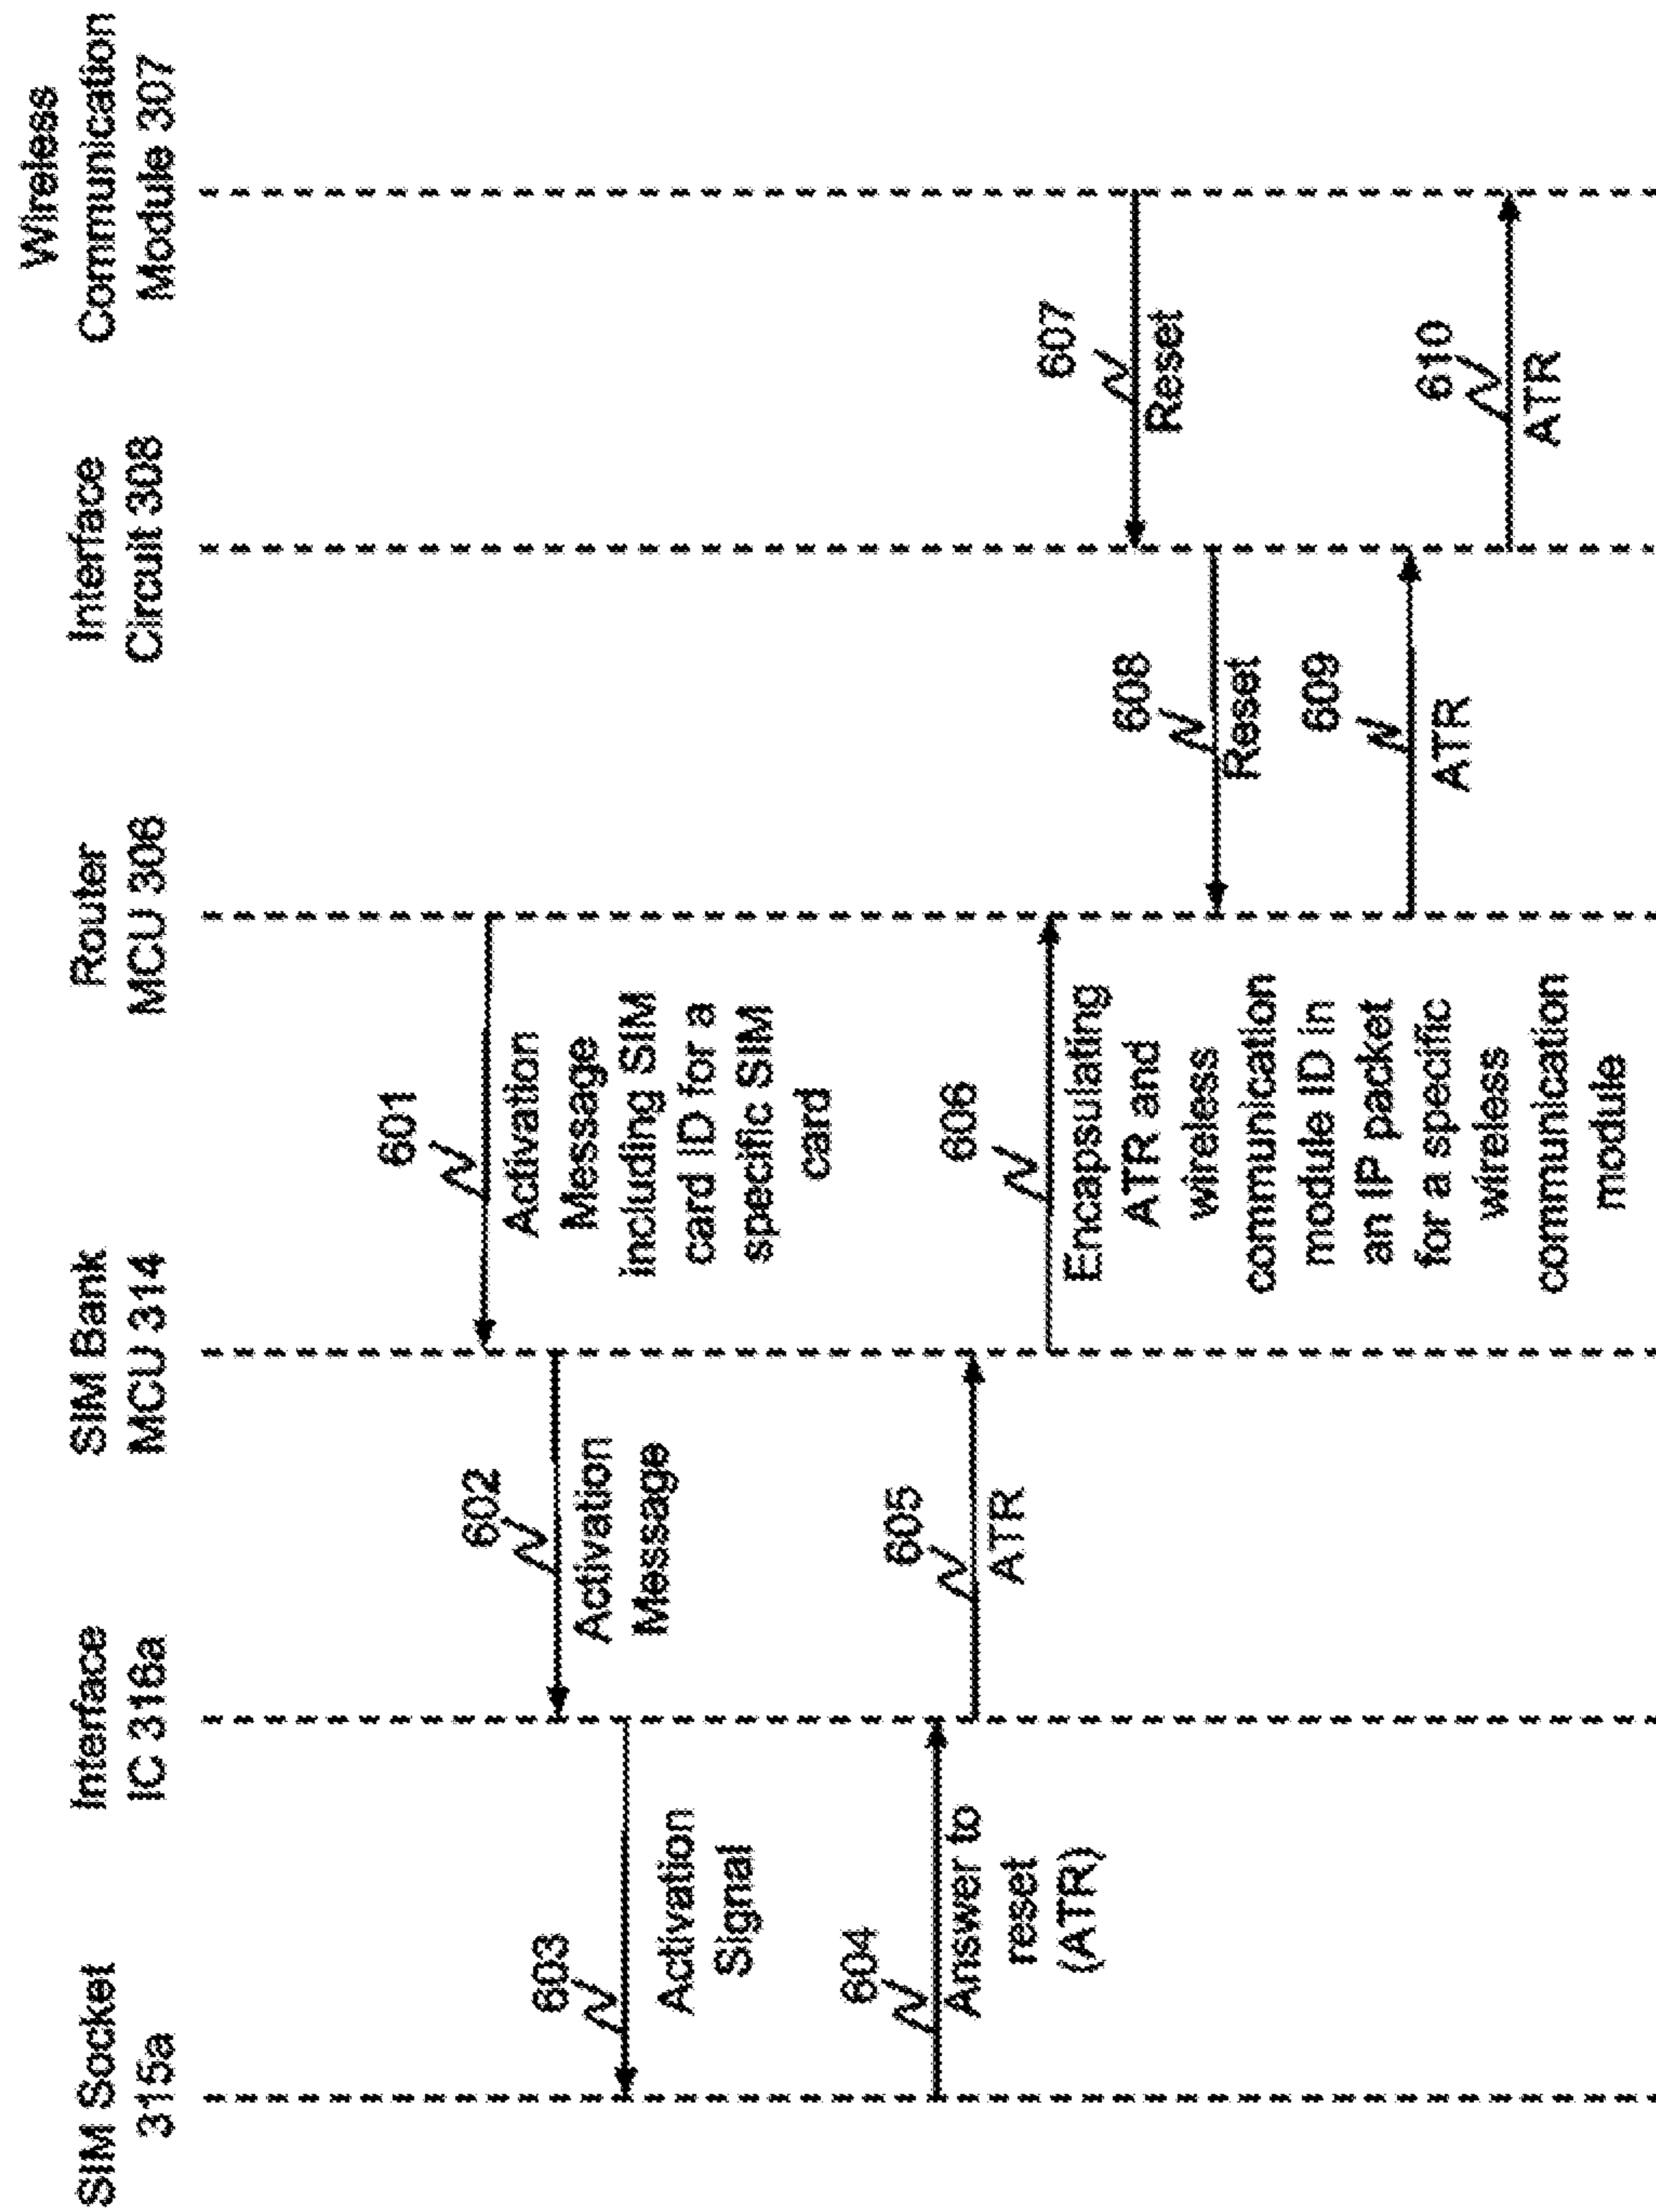 SIM Socket
315a
Interface
IC 316a
SIM Bank
MCU 314
Router
MCU 306
Interface
Circuit 308
Wireless
Communication
Module 307
601
Activation
Message
including SIM
card ID for a
specific SIM
card
602
Activation
Message
603
Activation
Signal
604
Answer to
reset
(ATR)
605
ATR
606
Encapsulating
ATR and
wireless
communication
module ID in
an IP packet
for a specific
wireless
communication
module
607
Reset
608
Reset
609
ATR
610
ATR